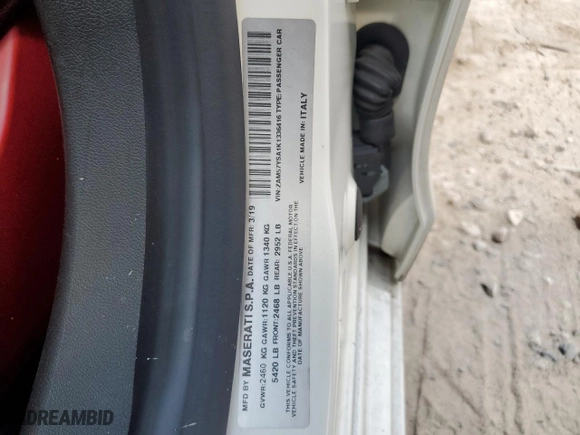 MFD BY MASERATI S.P.A. DATE OF MFR: 3/19
GVWR:2460 KG GAWR:1120 KG GAWR 1340 KG
5420 LB FRONT:2468 LB REAR: 2952 LB
THIS VEHICLE CONFORMS TO ALL APPLICABLE U.S.A. FEDERAL MOTOR
VEHICLE SAFETY AND THEFT PREVENTION STANDARDS IN EFFECT ON THE
DATE OF MANUFACTURE SHOWN ABOVE.
VIN: ZAM57YSA1K1336416 TYPE: PASSENGER CAR
VEHICLE MADE IN: ITALY
DREAMBID